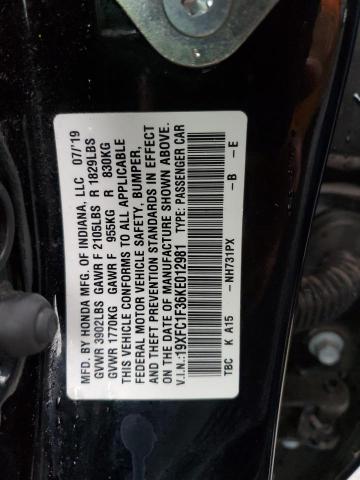 MFD. BY HONDA MFG. OF INDIANA, LLC 07/'19
GVWR 3902LBS GAWR F 2105LBS R 1829LBS
GVWR 1770KG GAWR F 955KG R 830KG
THIS VEHICLE CONFORMS TO ALL APPLICABLE
FEDERAL MOTOR VEHICLE SAFETY, BUMPER,
AND THEFT PREVENTION STANDARDS IN EFFECT
ON THE DATE OF MANUFACTURE SHOWN ABOVE.
V.I.N.:19XFC1F36KE012981 TYPE: PASSENGER CAR
TBC K A15 -NH731PX -B -E